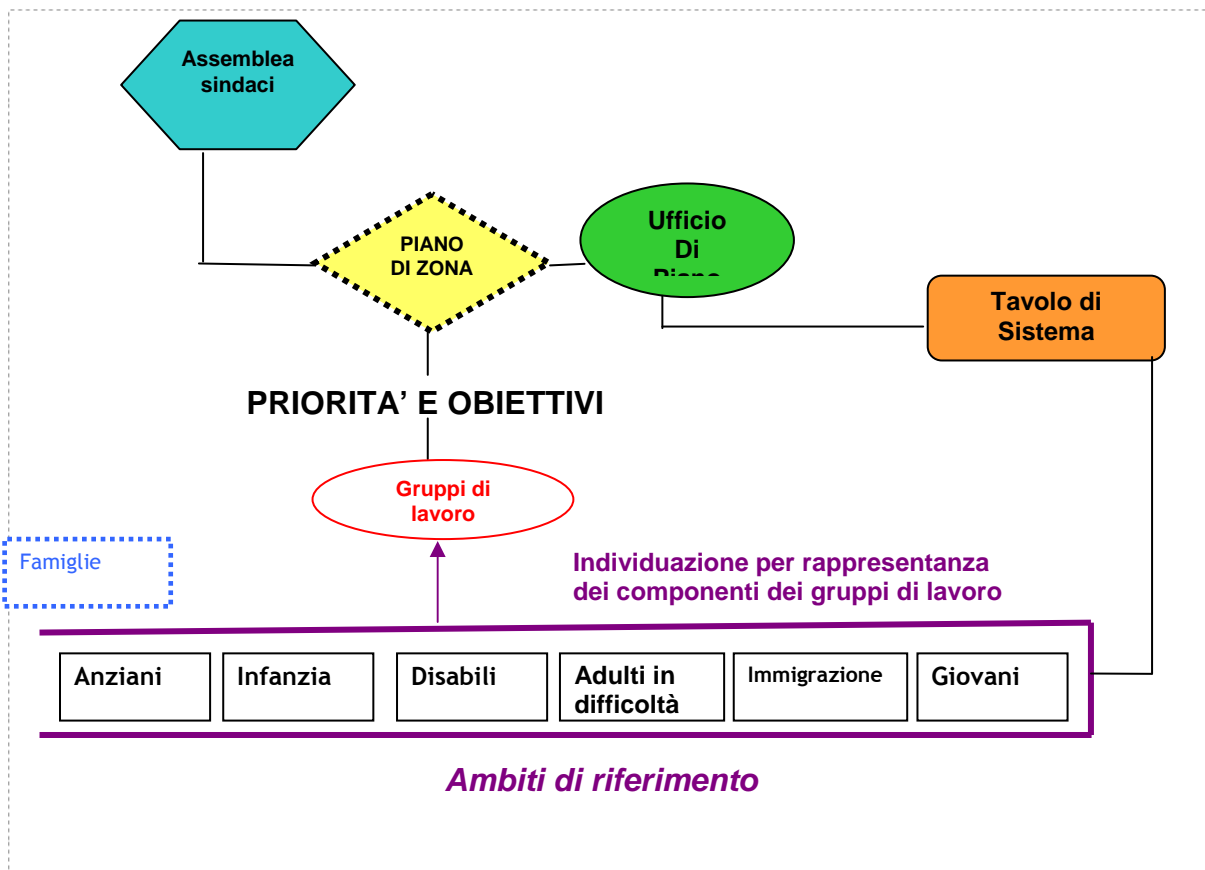 Assemblea
sindaci
PIANO
DI ZONA
Ufficio
Di
Piano
Tavolo di
Sistema
PRIORITA’ E OBIETTIVI
Gruppi di
lavoro
Famiglie
Individuazione per rappresentanza
dei componenti dei gruppi di lavoro
Anziani
Infanzia
Disabili
Adulti in
difficoltà
Immigrazione
Giovani
Ambiti di riferimento